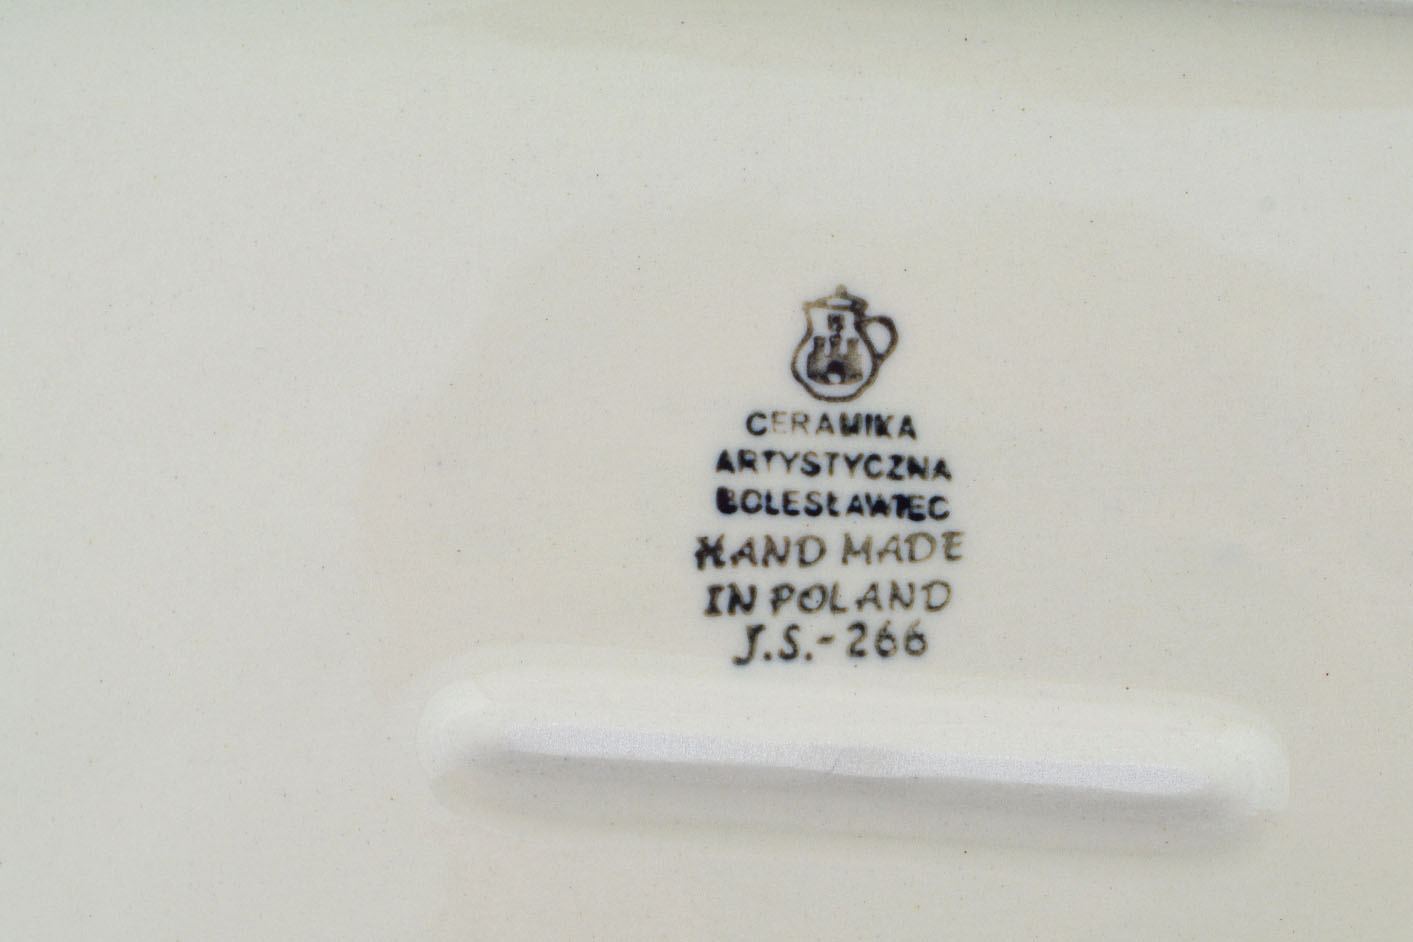 CERAMIKA
ARTYSTYCZNA
BOLESŁAWIEC
HAND MADE
IN POLAND
J.S.-266